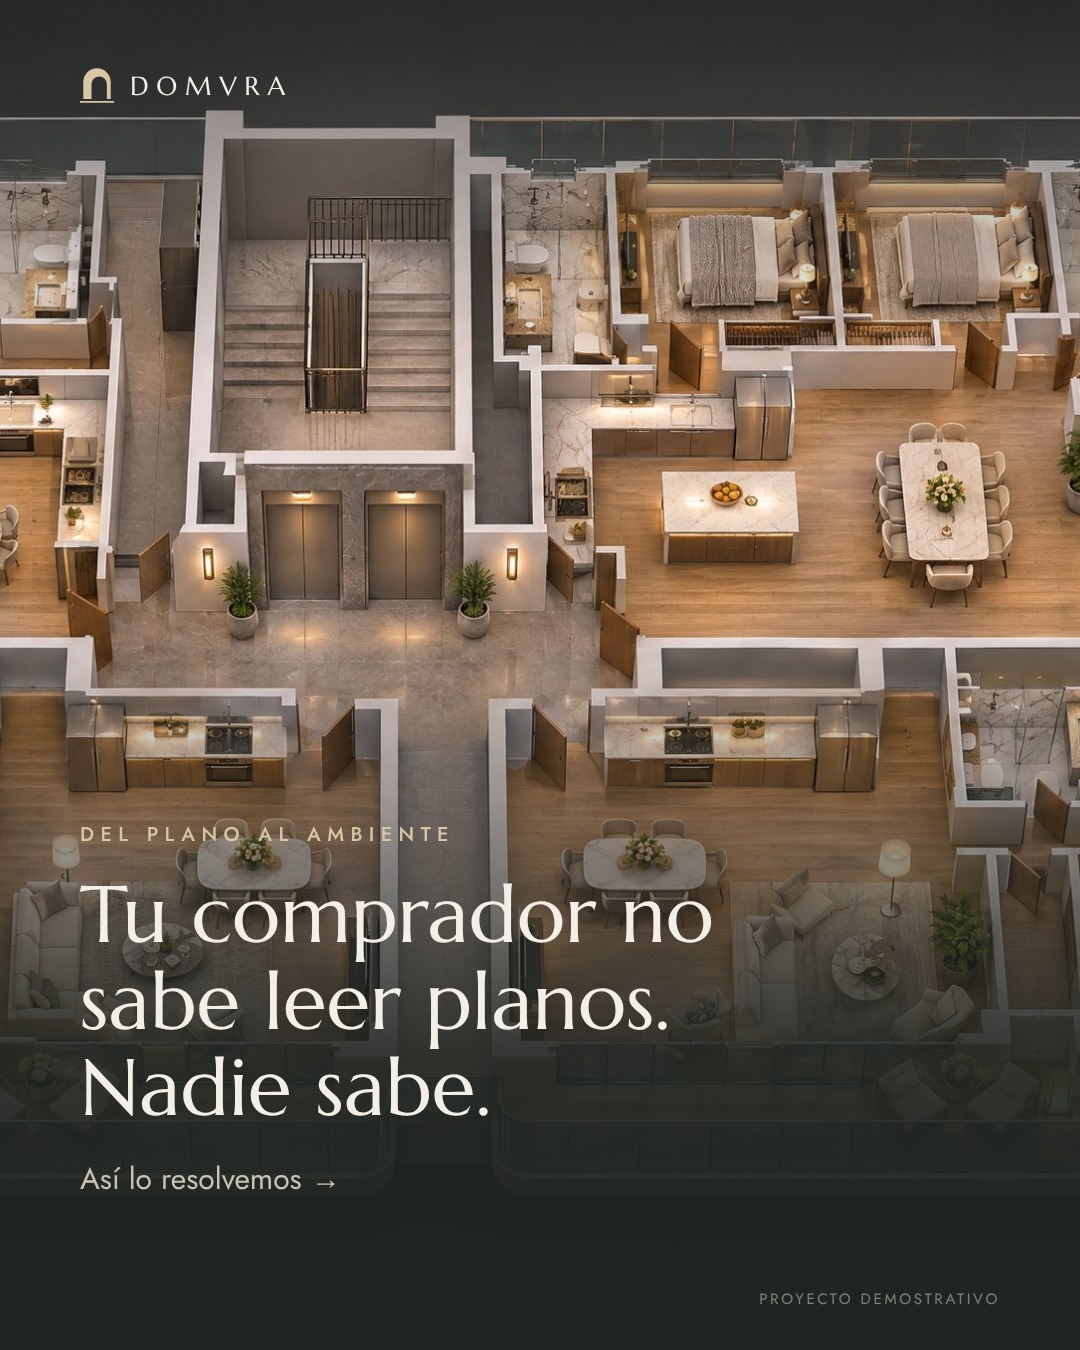 DOMVRA
DEL PLANO AL AMBIENTE
Tu comprador no
sabe leer planos.
Nadie sabe.
Así lo resolvemos →
PROYECTO DEMOSTRATIVO